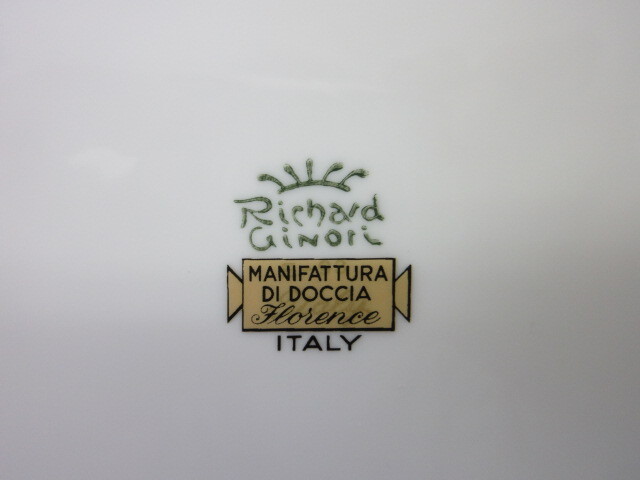 Richard
GINORI
MANIFATTURA
DI DOCCIA
Florence
ITALY